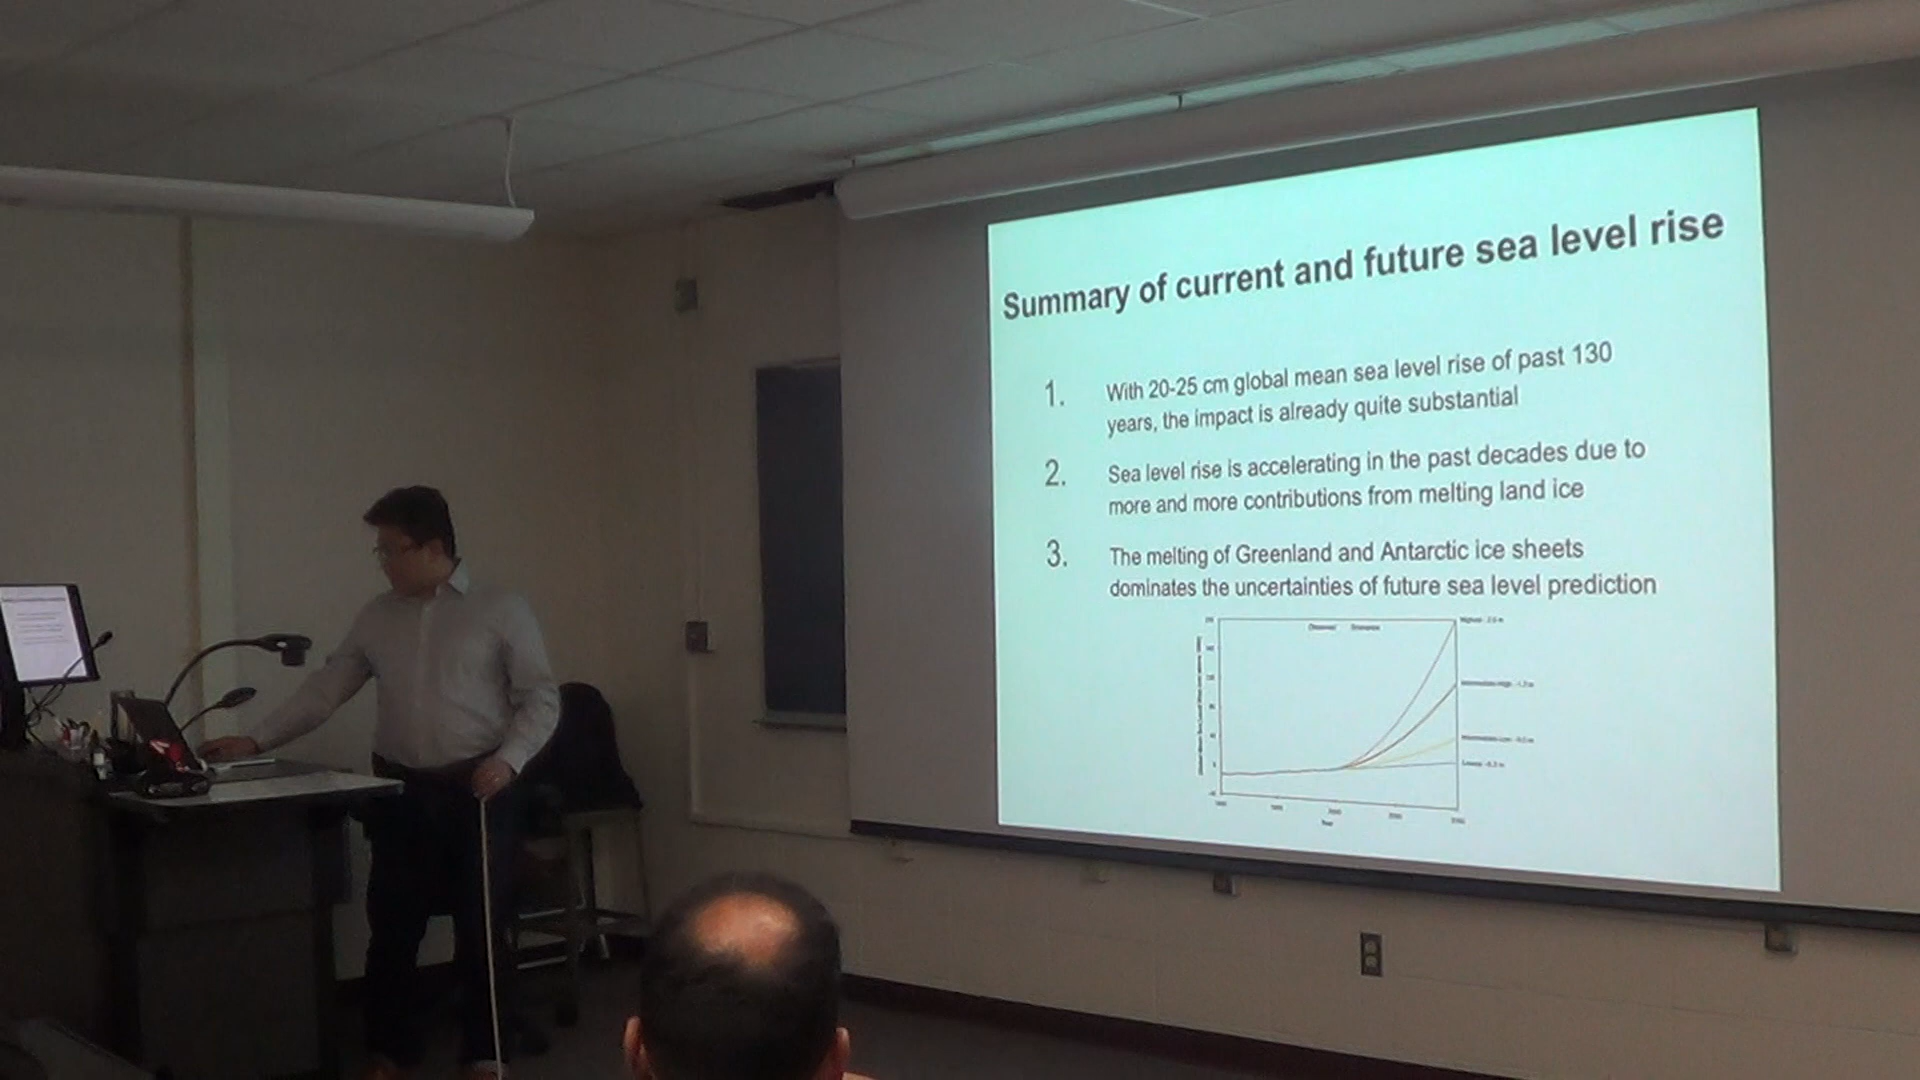 Summary of current and future sea level rise
1. With 20-25 cm global mean sea level rise of past 130
years, the impact is already quite substantial
2. Sea level rise is accelerating in the past decades due to
more and more contributions from melting land ice
3. The melting of Greenland and Antarctic ice sheets
dominates the uncertainties of future sea level prediction
Observed Scenarios
Year